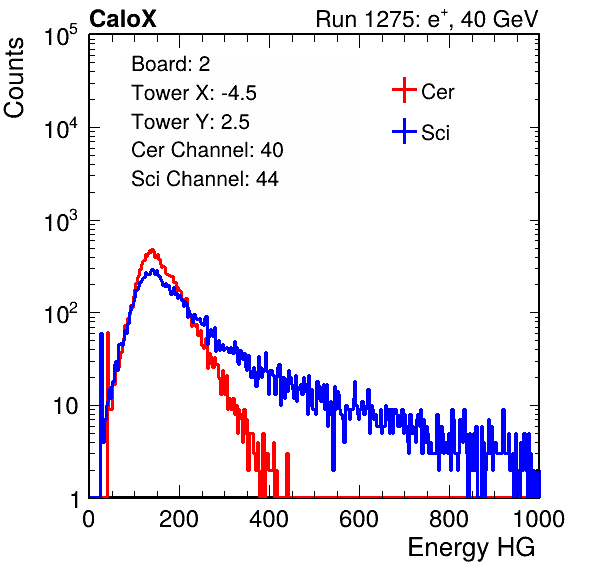 CaloX Run 1275: e⁺, 40 GeV
Counts
Board: 2
Tower X: -4.5
Tower Y: 2.5
Cer Channel: 40
Sci Channel: 44
Cer
Sci
10⁵
10⁴
10³
10²
10
1
0 200 400 600 800 1000
Energy HG